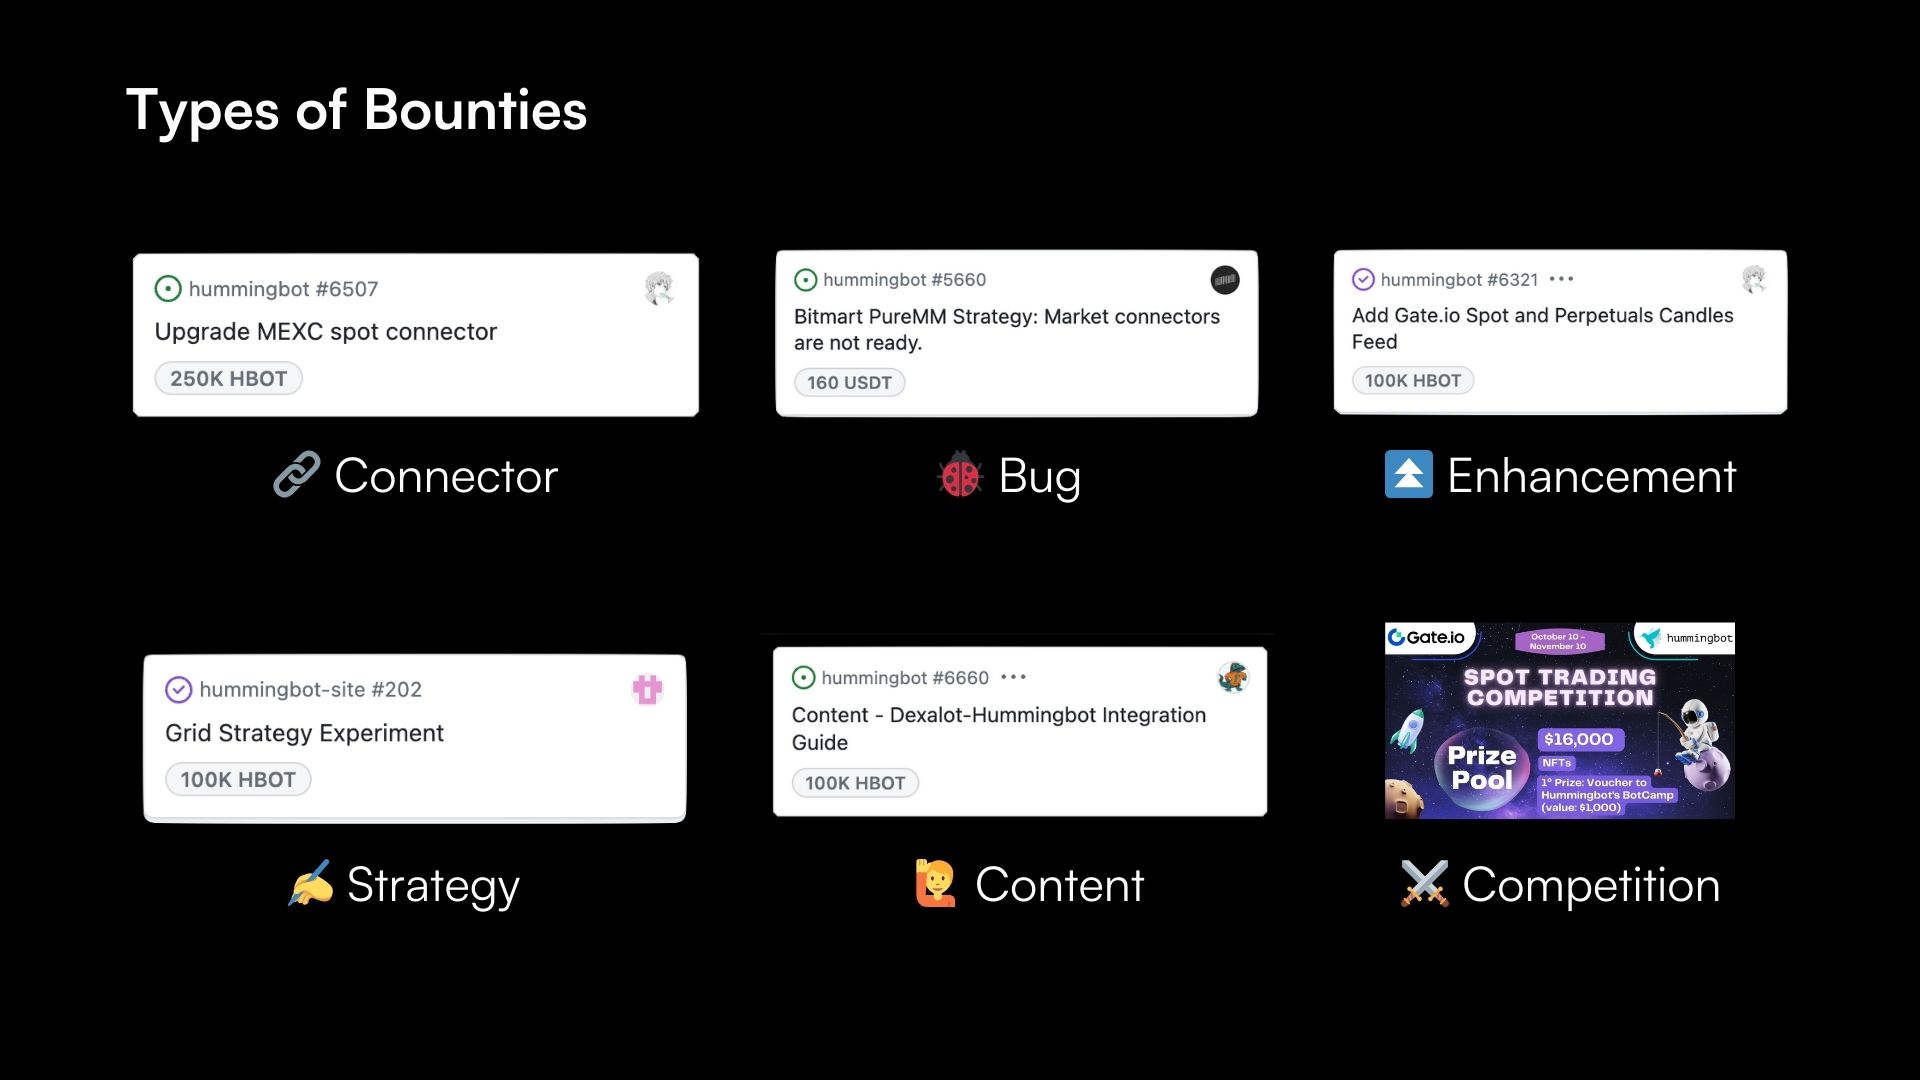 Types of Bounties
hummingbot #6507
Upgrade MEXC spot connector
250K HBOT
🔗 Connector
hummingbot #5660
Bitmart PureMM Strategy: Market connectors
are not ready.
160 USDT
🐞 Bug
hummingbot #6321 •••
Add Gate.io Spot and Perpetuals Candles
Feed
100K HBOT
⏫ Enhancement
hummingbot-site #202
Grid Strategy Experiment
100K HBOT
✍️ Strategy
hummingbot #6660 •••
Content - Dexalot-Hummingbot Integration
Guide
100K HBOT
🙋 Content
Gate.io
October 10 -
November 10
hummingbot
SPOT TRADING
COMPETITION
Prize
Pool
$16,000
NFTs
1° Prize: Voucher to
Hummingbot's BotCamp
(value: $1,000)
⚔️ Competition